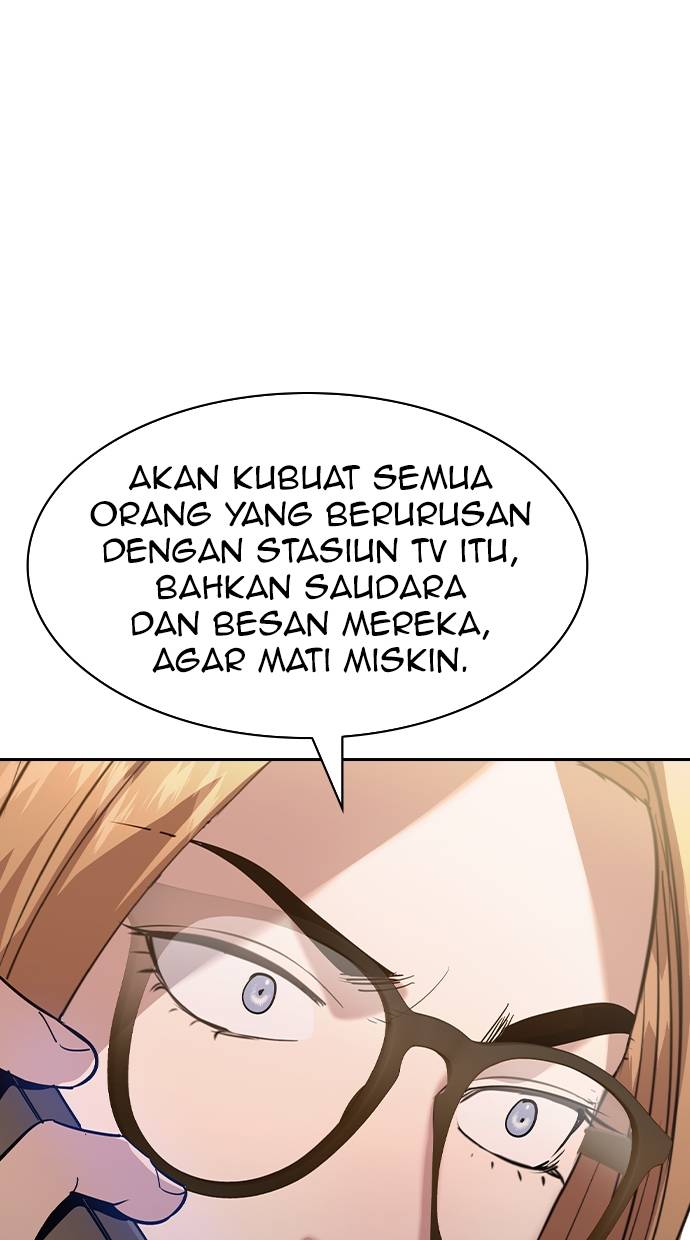 AKAN KUBUAT SEMUA
ORANG YANG BERURUSAN
DENGAN STASIUN TV ITU,
BAHKAN SAUDARA
DAN BESAN MEREKA,
AGAR MATI MISKIN.